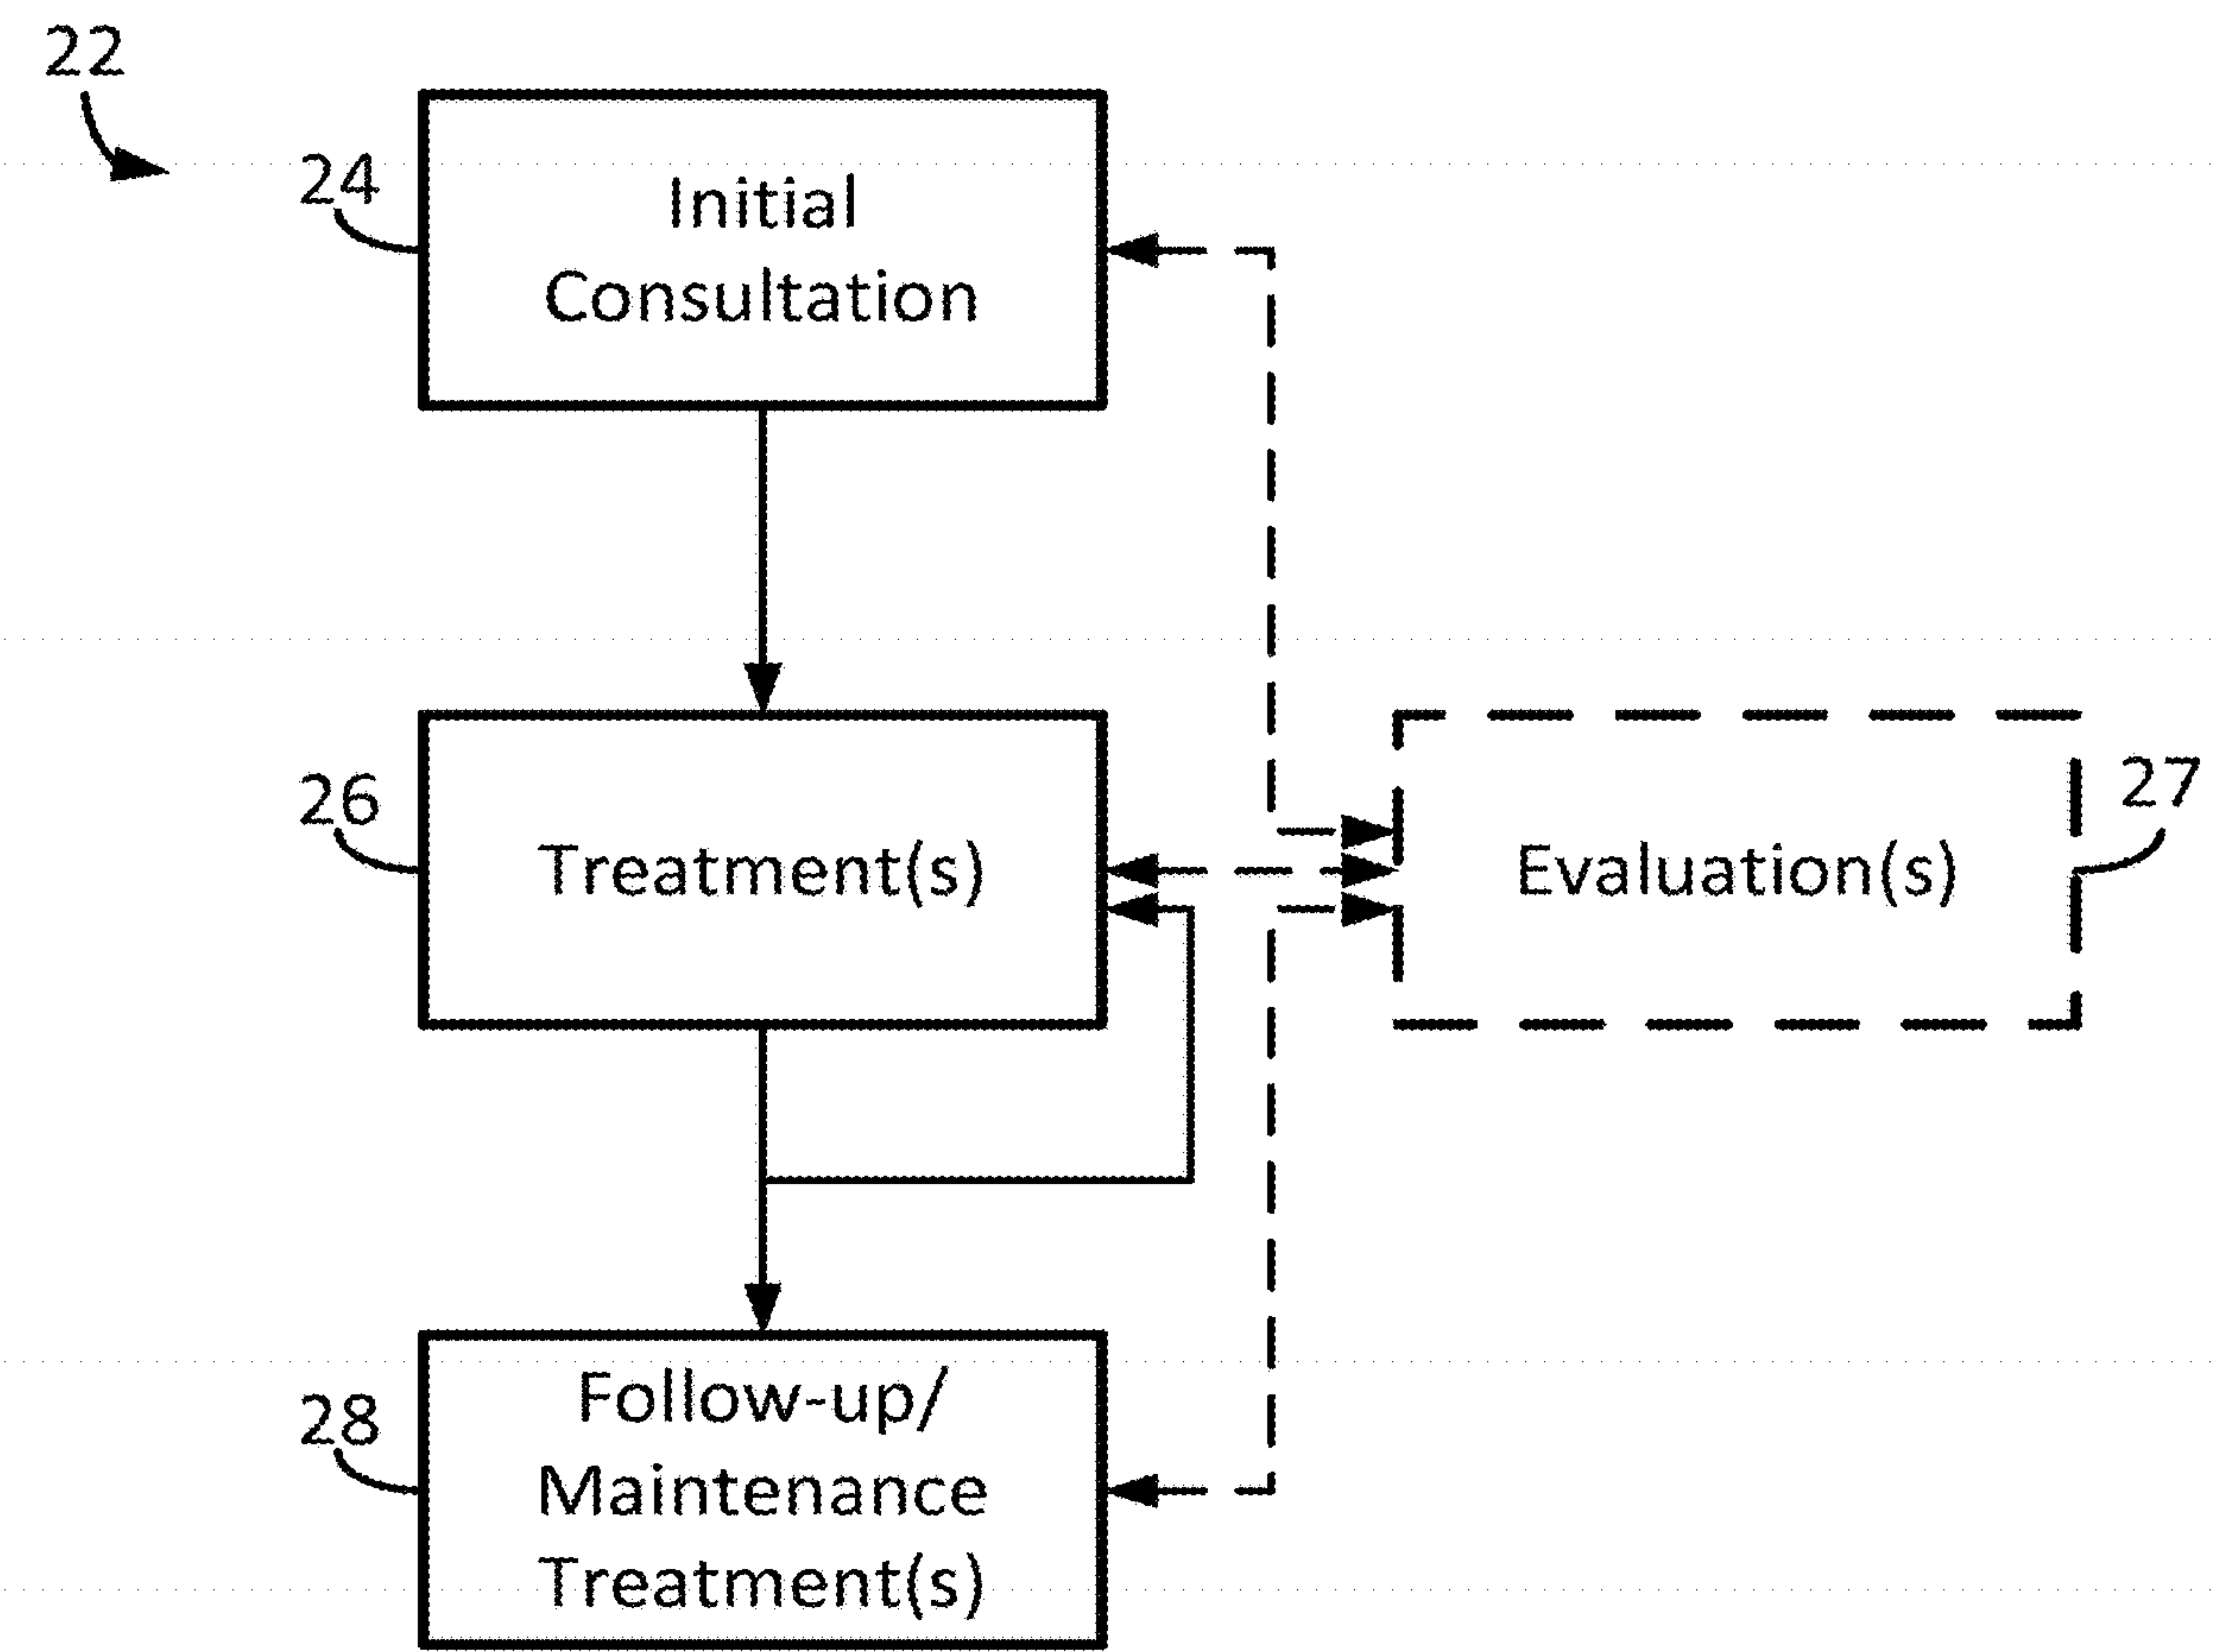 22
24
Initial
Consultation
26
Treatment(s)
Evaluation(s)
27
28
Follow-up/
Maintenance
Treatment(s)